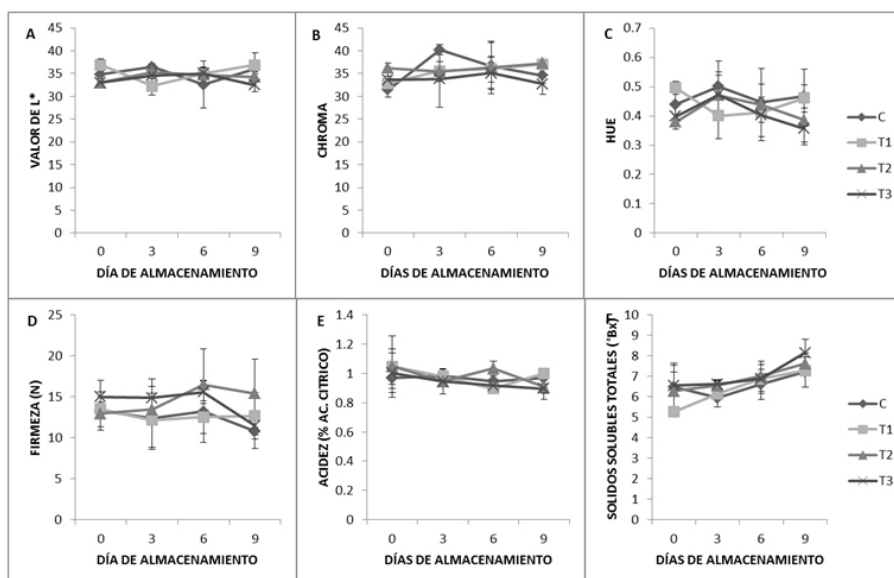 A
VALOR DE L*
45
40
35
30
25
20
15
10
5
0
0 3 6 9
DÍA DE ALMACENAMIENTO
B
CHROMA
45
40
35
30
25
20
15
10
5
0
0 3 6 9
DÍAS DE ALMACENAMIENTO
C
HUE
0.7
0.6
0.5
0.4
0.3
0.2
0.1
0
0 3 6 9
DÍAS DE ALMACENAMIENTO
C
T1
T2
T3
D
FIRMEZA (N)
25
20
15
10
5
0
0 3 6 9
DÍA DE ALMACENAMIENTO
E
ACIDEZ (% AC. CITRICO)
1.4
1.2
1
0.8
0.6
0.4
0.2
0
0 3 6 9
DÍAS DE ALMACENAMIENTO
SOLIDOS SOLUBLES TOTALES (°Bx)
10
9
8
7
6
5
4
3
2
1
0
0 3 6 9
DÍAS DE ALMACENAMIENTO
C
T1
T2
T3